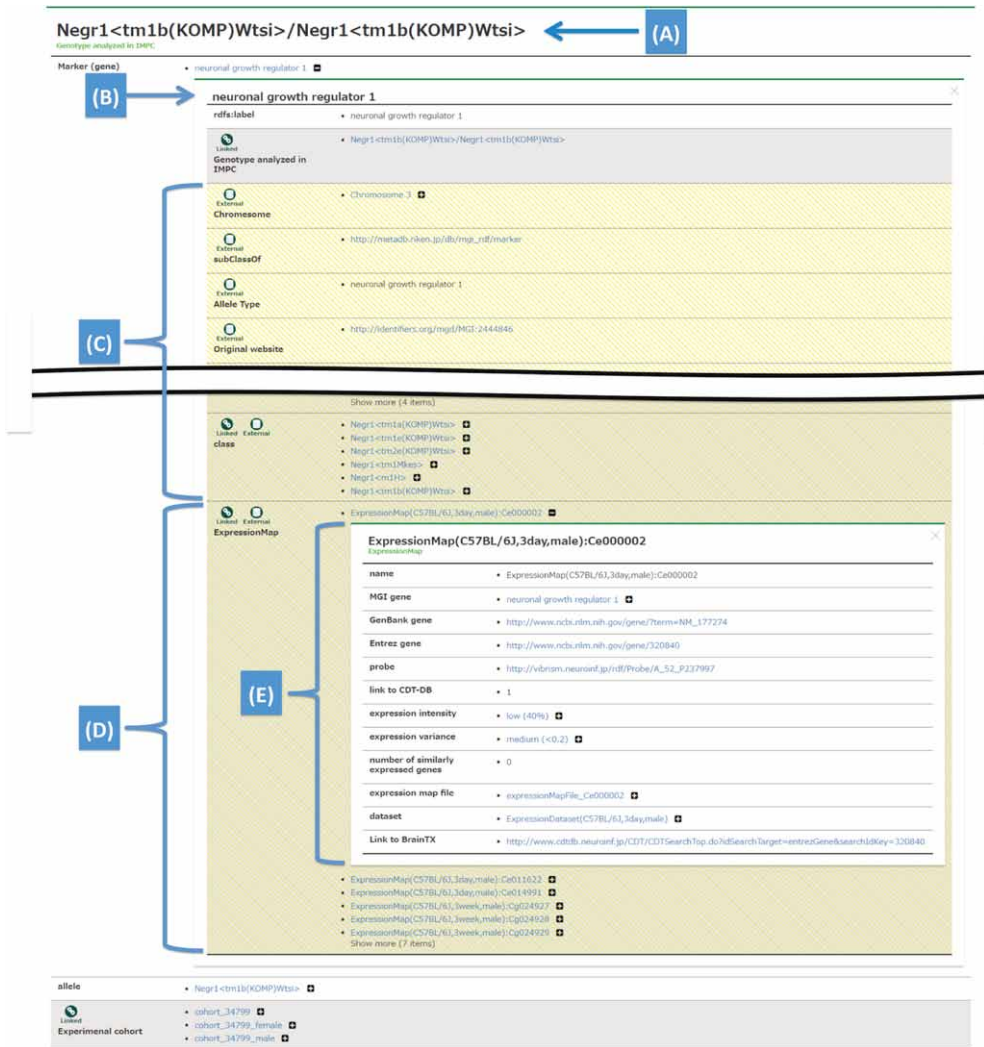 Negr1<tm1b(KOMP)Wtsi>/Negr1<tm1b(KOMP)Wtsi>
(A)
Genotype analyzed in IMPC
Marker (gene)
• neuronal growth regulator 1
(B)
neuronal growth regulator 1
rdfs:label
• neuronal growth regulator 1
Linked
Genotype analyzed in IMPC
• Negr1<tm1b(KOMP)Wtsi>/Negr1<tm1b(KOMP)Wtsi>
(C)
External
Chromesome
• Chromosome 3
External
subClassOf
• http://metadb.riken.jp/db/mgi_rdf/marker
External
Allele Type
• neuronal growth regulator 1
External
Original website
• http://identifiers.org/mgd/MGI:2444846
Show more (4 items)
Linked External
class
• Negr1<tm1a(KOMP)Wtsi>
• Negr1<tm1e(KOMP)Wtsi>
• Negr1<tm2e(KOMP)Wtsi>
• Negr1<tm1Mken>
• Negr1<m1H>
• Negr1<tm1b(KOMP)Wtsi>
(D)
Linked External
ExpressionMap
• ExpressionMap(C57BL/6J,3day,male):Ce000002
(E)
ExpressionMap(C57BL/6J,3day,male):Ce000002
ExpressionMap
name
• ExpressionMap(C57BL/6J,3day,male):Ce000002
MGI gene
• neuronal growth regulator 1
GenBank gene
• http://www.ncbi.nlm.nih.gov/gene/?term=NM_177274
Entrez gene
• http://www.ncbi.nlm.nih.gov/gene/320840
probe
• http://vibrism.neuroinf.jp/rdf/Probe/A_52_P237997
link to CDT-DB
• 1
expression intensity
• low (40%)
expression variance
• medium (<0.2)
number of similarly expressed genes
• 0
expression map file
• expressionMapFile_Ce000002
dataset
• ExpressionDataset(C57BL/6J,3day,male)
Link to BrainTX
• http://www.cdtdb.neuroinf.jp/CDT/CDTSearchTop.do?idSearchTarget=entrezGene&searchIdKey=320840
• ExpressionMap(C57BL/6J,3day,male):Ce011622
• ExpressionMap(C57BL/6J,3day,male):Ce014991
• ExpressionMap(C57BL/6J,3week,male):Cg024927
• ExpressionMap(C57BL/6J,3week,male):Cg024928
• ExpressionMap(C57BL/6J,3week,male):Cg024929
Show more (7 items)
allele
• Negr1<tm1b(KOMP)Wtsi>
Linked
Experimenal cohort
• cohort_34799
• cohort_34799_female
• cohort_34799_male